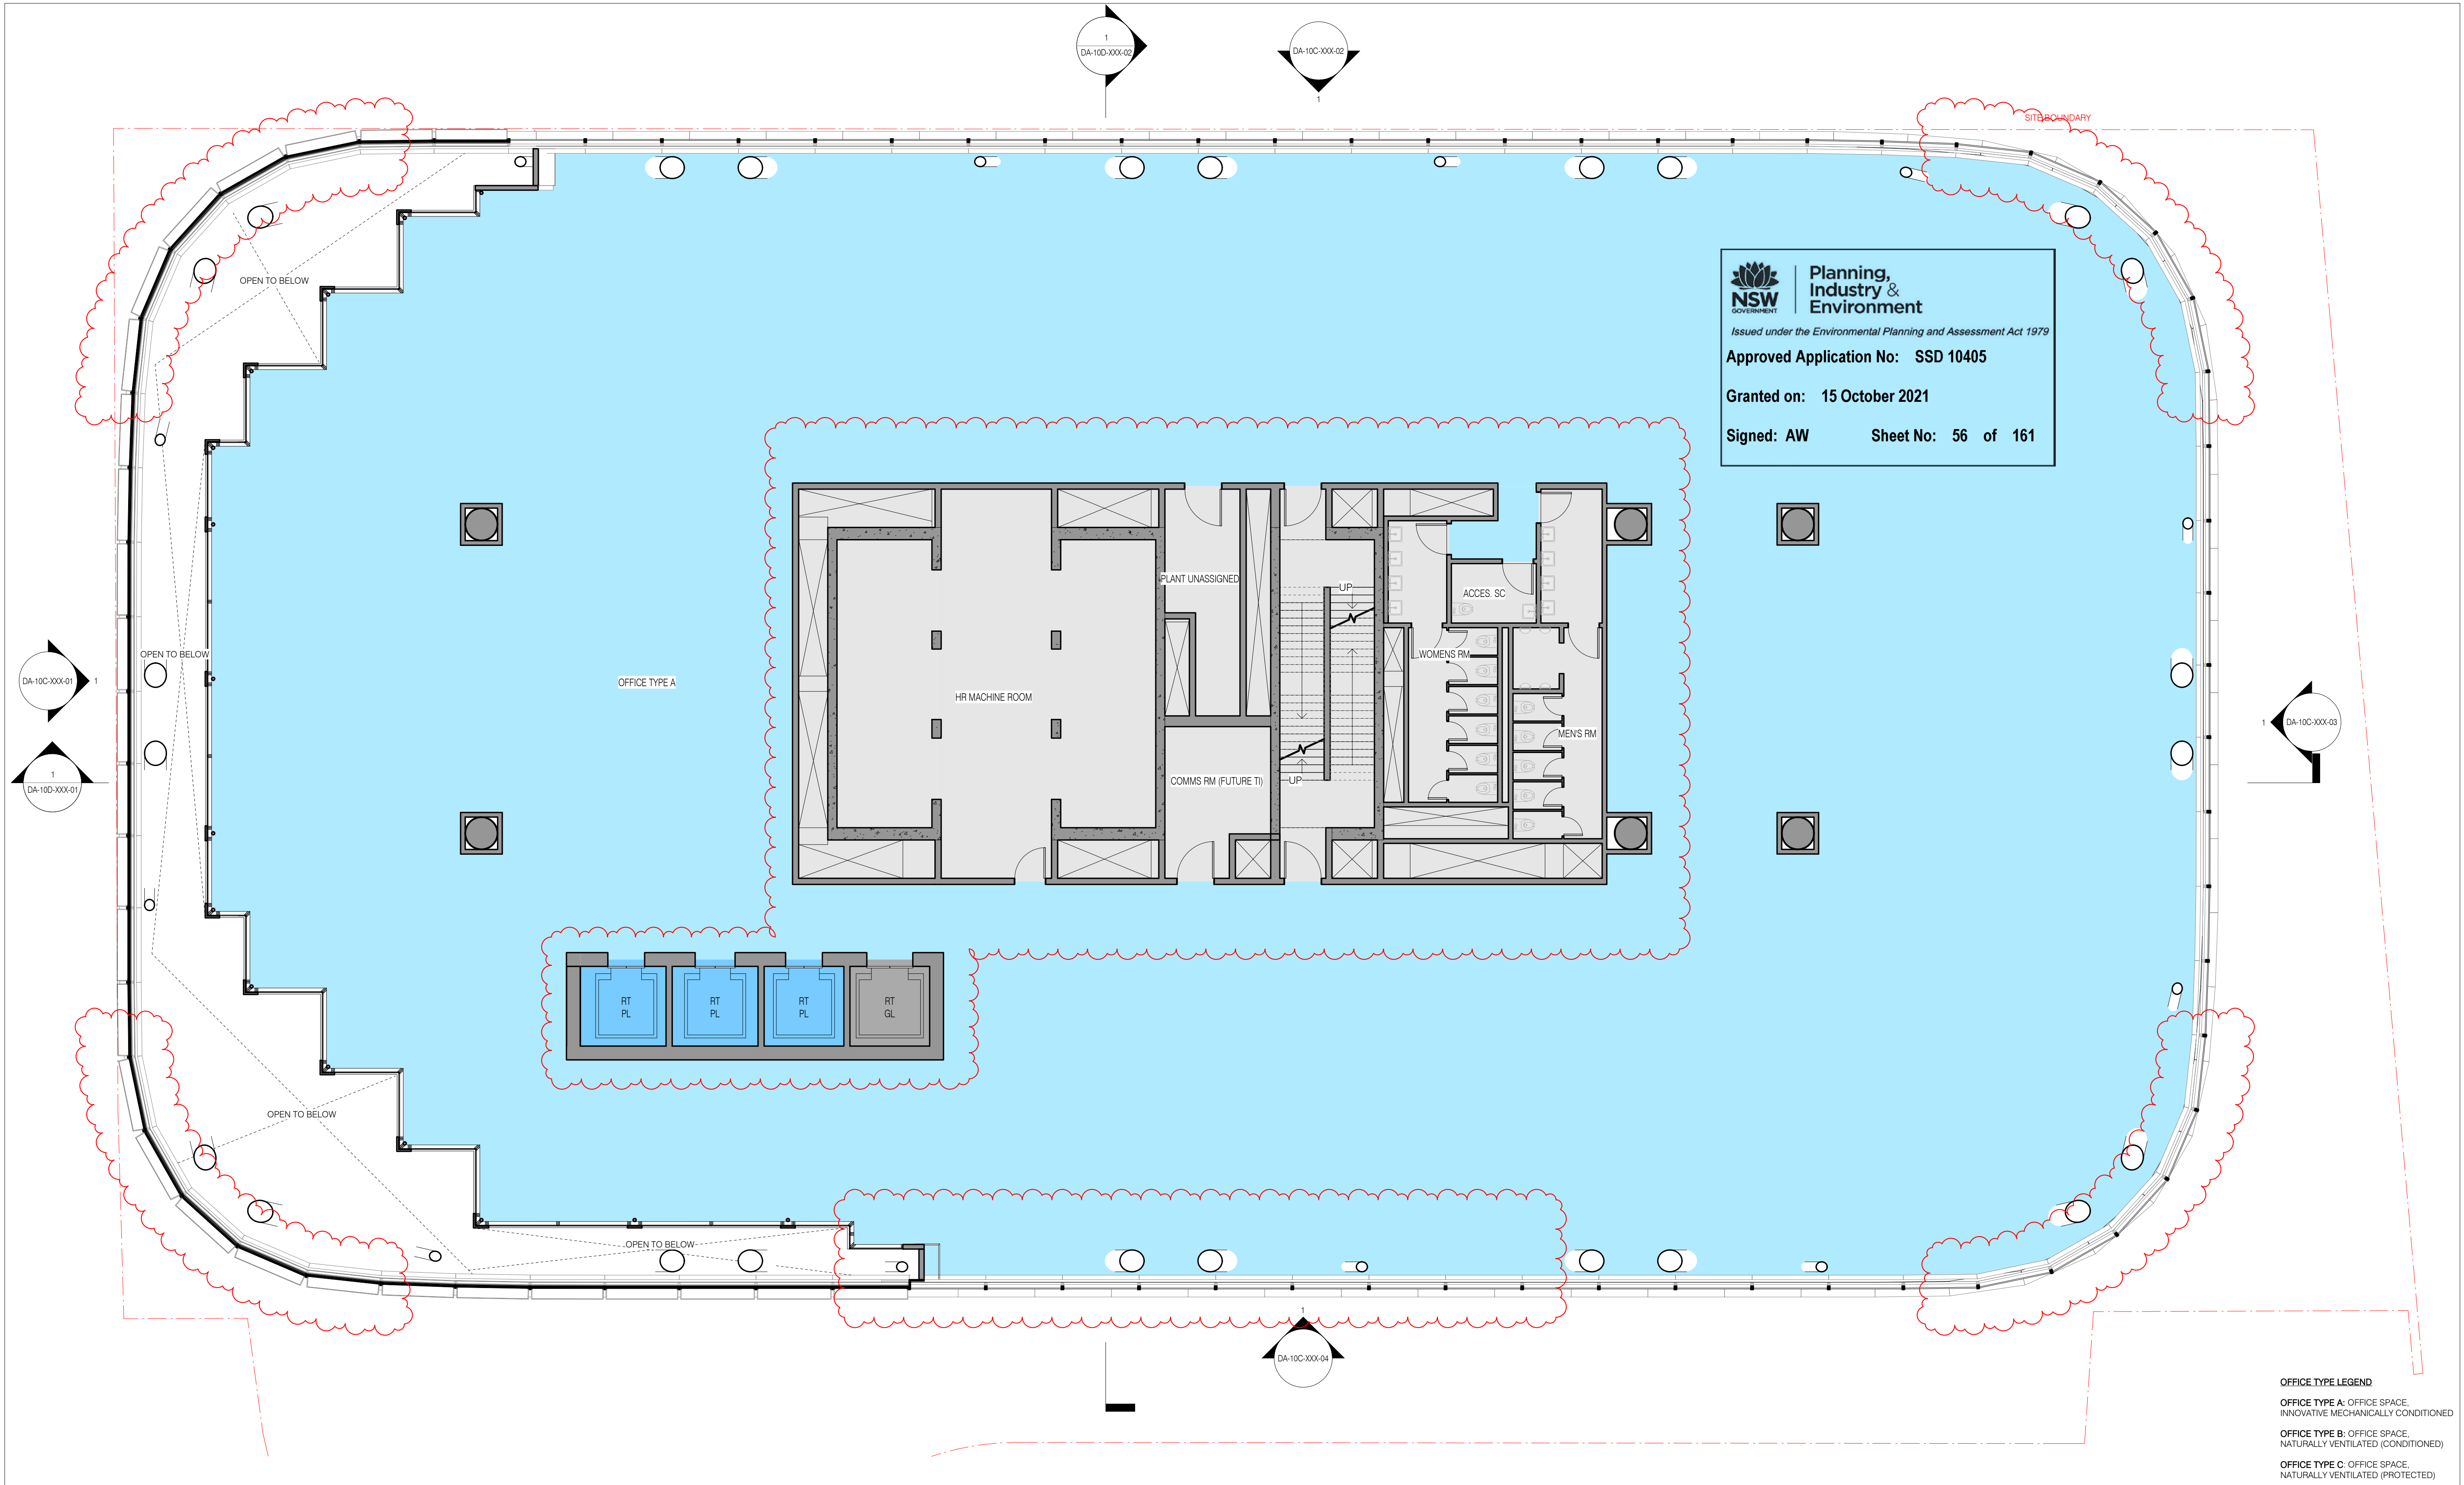 1
DA-10D-XXX-02
DA-10C-XXX-02
1
SITE BOUNDARY
OPEN TO BELOW
NSW
GOVERNMENT
Planning,
Industry &
Environment
Issued under the Environmental Planning and Assessment Act 1979
Approved Application No: SSD 10405
Granted on: 15 October 2021
Signed: AW Sheet No: 56 of 161
PLANT UNASSIGNED
UP
ACCES. SC
OPEN TO BELOW
WOMENS RM
DA-10C-XXX-01
1
OFFICE TYPE A
HR MACHINE ROOM
MEN'S RM
1
DA-10C-XXX-03
1
DA-10D-XXX-01
COMMS RM (FUTURE TI)
UP
RT
PL
RT
PL
RT
PL
RT
GL
OPEN TO BELOW
OPEN TO BELOW
1
DA-10C-XXX-04
OFFICE TYPE LEGEND
OFFICE TYPE A: OFFICE SPACE,
INNOVATIVE MECHANICALLY CONDITIONED
OFFICE TYPE B: OFFICE SPACE,
NATURALLY VENTILATED (CONDITIONED)
OFFICE TYPE C: OFFICE SPACE,
NATURALLY VENTILATED (PROTECTED)